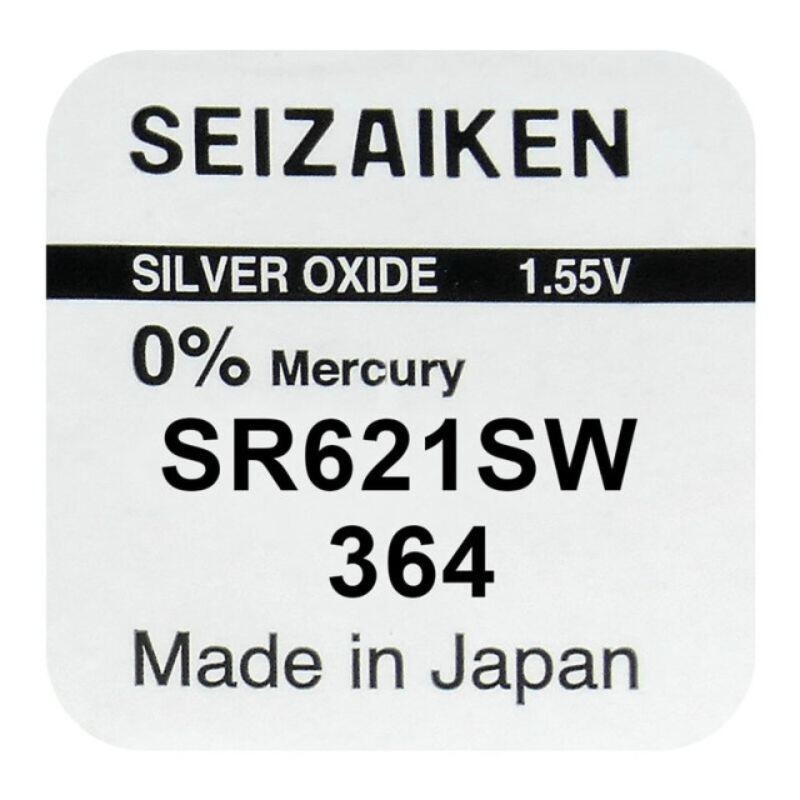 SEIZAIKEN
SILVER OXIDE 1.55V
0% Mercury
SR621SW
364
Made in Japan